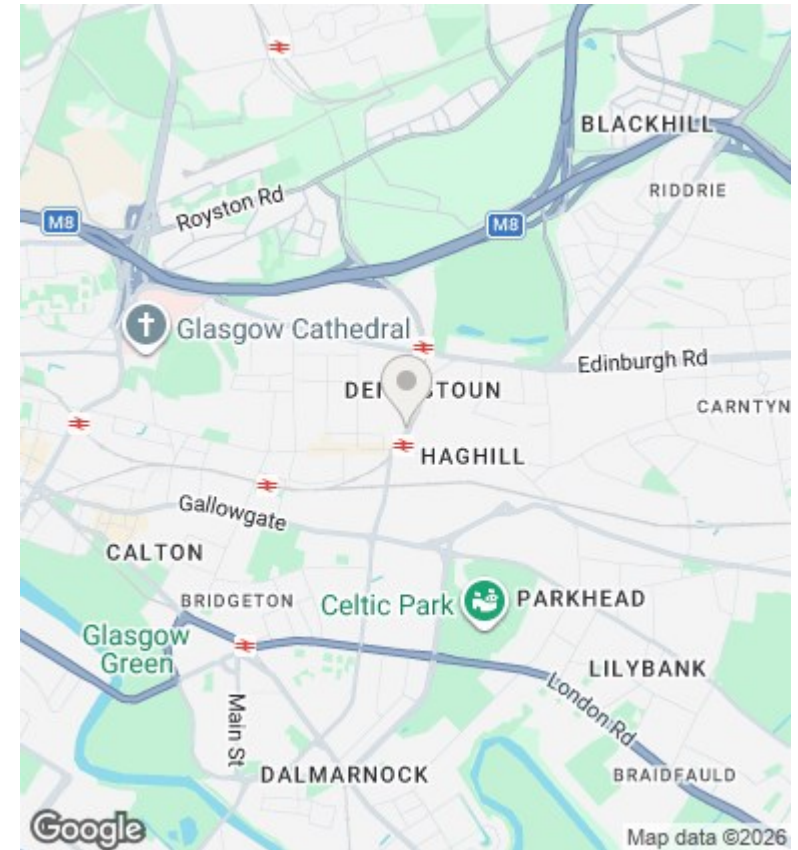 BLACKHILL
RIDDRIE
Royston Rd
M8
M8
Glasgow Cathedral
Edinburgh Rd
STOUN
CARNTYN
HAGHILL
Gallowgate
CALTON
BRIDGETON
Celtic Park
PARKHEAD
Glasgow
Green
LILYBANK
Main St
London Rd
DALMARNOCK
BRAIDFAULD
Google
Map data ©2026